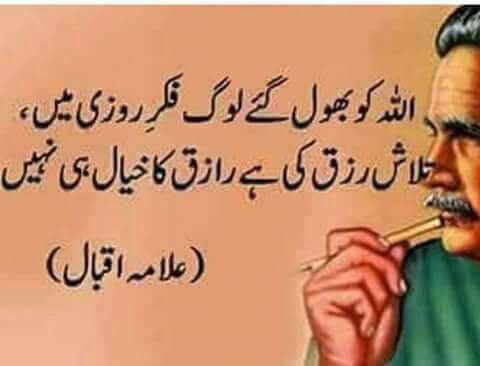 اللہ کو بھول گئے لوگ فکرِ روزی میں،
تلاش رزق کی ہے رازق کا خیال ہی نہیں
(علامہ اقبال)